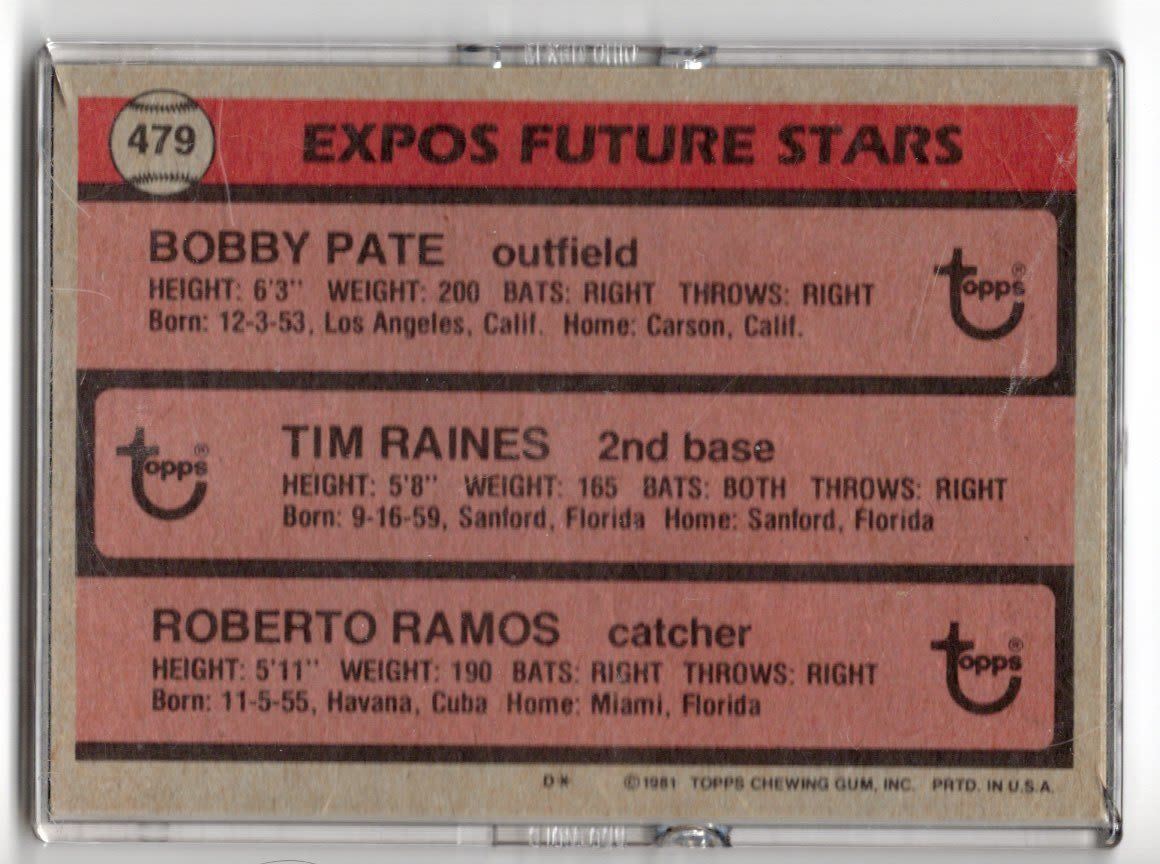 479
EXPOS FUTURE STARS
BOBBY PATE outfield
HEIGHT: 6'3" WEIGHT: 200 BATS: RIGHT THROWS: RIGHT
Born: 12-3-53, Los Angeles, Calif. Home: Carson, Calif.
topps®
TIM RAINES 2nd base
HEIGHT: 5'8" WEIGHT: 165 BATS: BOTH THROWS: RIGHT
Born: 9-16-59, Sanford, Florida Home: Sanford, Florida
topps®
ROBERTO RAMOS catcher
HEIGHT: 5'11" WEIGHT: 190 BATS: RIGHT THROWS: RIGHT
Born: 11-5-55, Havana, Cuba Home: Miami, Florida
topps®
D* ©1981 TOPPS CHEWING GUM, INC. PRTD. IN U.S.A.